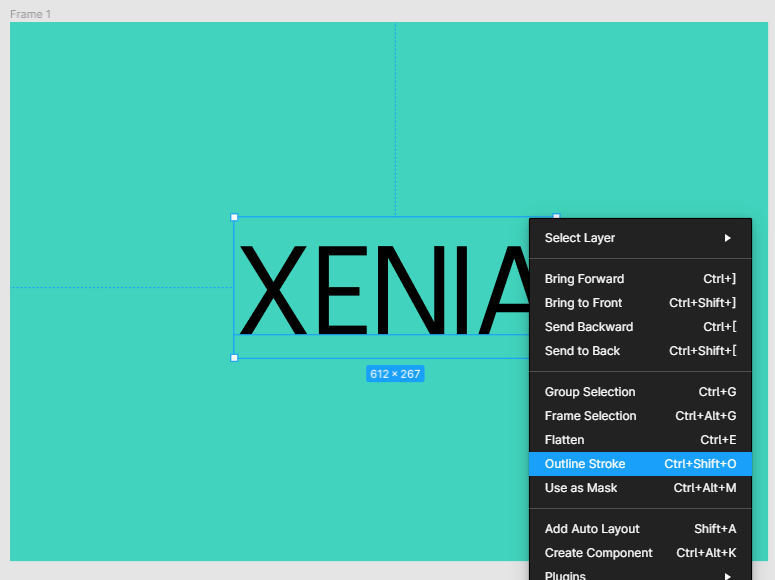 Frame 1
XENIA
612 × 267
Select Layer
Bring Forward Ctrl+]
Bring to Front Ctrl+Shift+]
Send Backward Ctrl+[
Send to Back Ctrl+Shift+[
Group Selection Ctrl+G
Frame Selection Ctrl+Alt+G
Flatten Ctrl+E
Outline Stroke Ctrl+Shift+O
Use as Mask Ctrl+Alt+M
Add Auto Layout Shift+A
Create Component Ctrl+Alt+K
Plugins